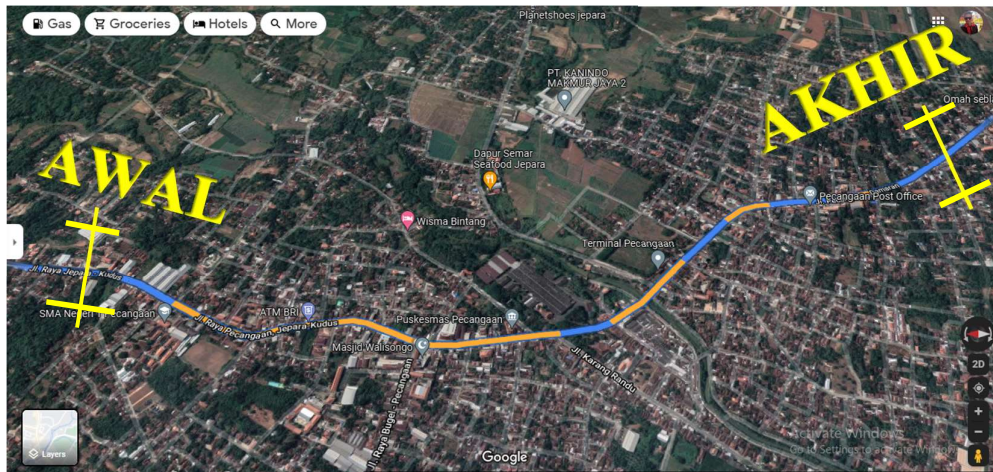 Gas
Groceries
Hotels
More
Planetshoes jepara
PT. KANINDO
MAKMUR JAYA 2
AKHIR
Omah sebla
AWAL
Dapur Semar
Seafood Jepara
Pecangaan Post Office
Wisma Bintang
Terminal Pecangaan
Jl. Raya Jepara - Kudus
SMA Negeri
Pecangaan
ATM BRI
Jl. Raya Pecangaan, Jepara Kudus
Puskesmas Pecangaan
Masjid Walisongo
Jl. Karang Randu
Jl. Raya Bugel - Pecangaan
2D
Layers
Google
Activate Windows
Go to Settings to activate Windows